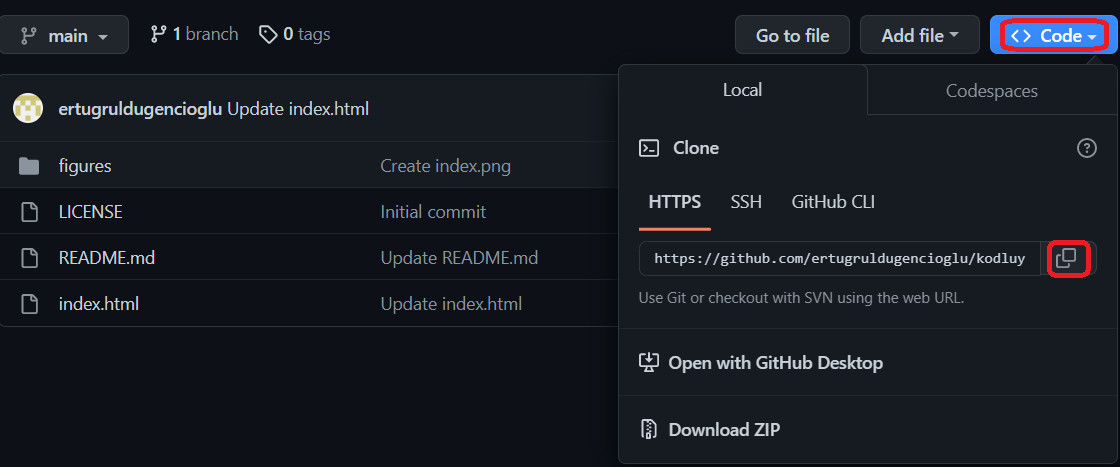 main
1 branch
0 tags
Go to file
Add file
<> Code
ertugruldugencioglu Update index.html
figures Create index.png
LICENSE Initial commit
README.md Update README.md
index.html Update index.html
Local
Codespaces
Clone
HTTPS
SSH
GitHub CLI
https://github.com/ertugruldugencioglu/kodluy
Use Git or checkout with SVN using the web URL.
Open with GitHub Desktop
Download ZIP